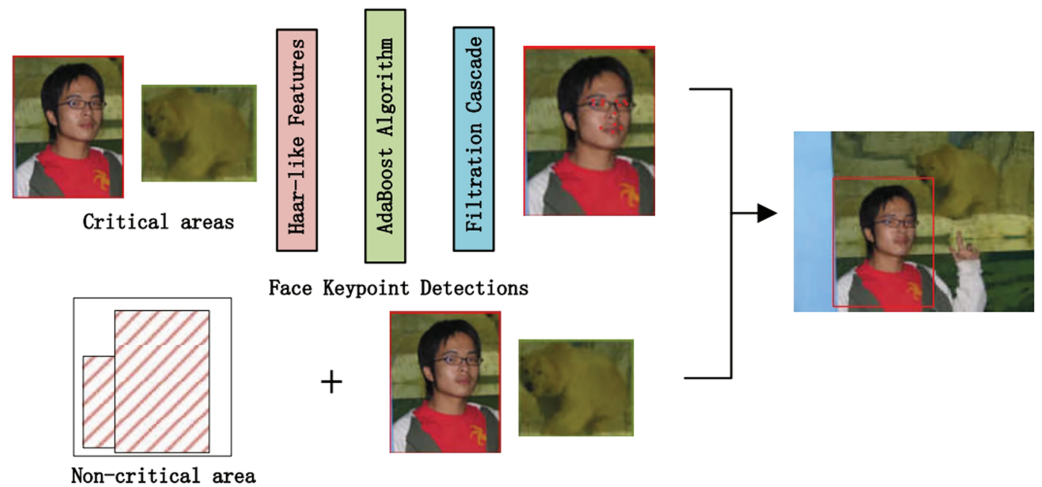 Haar-like Features
AdaBoost Algorithm
Filtration Cascade
Critical areas
Face Keypoint Detections
+
Non-critical area